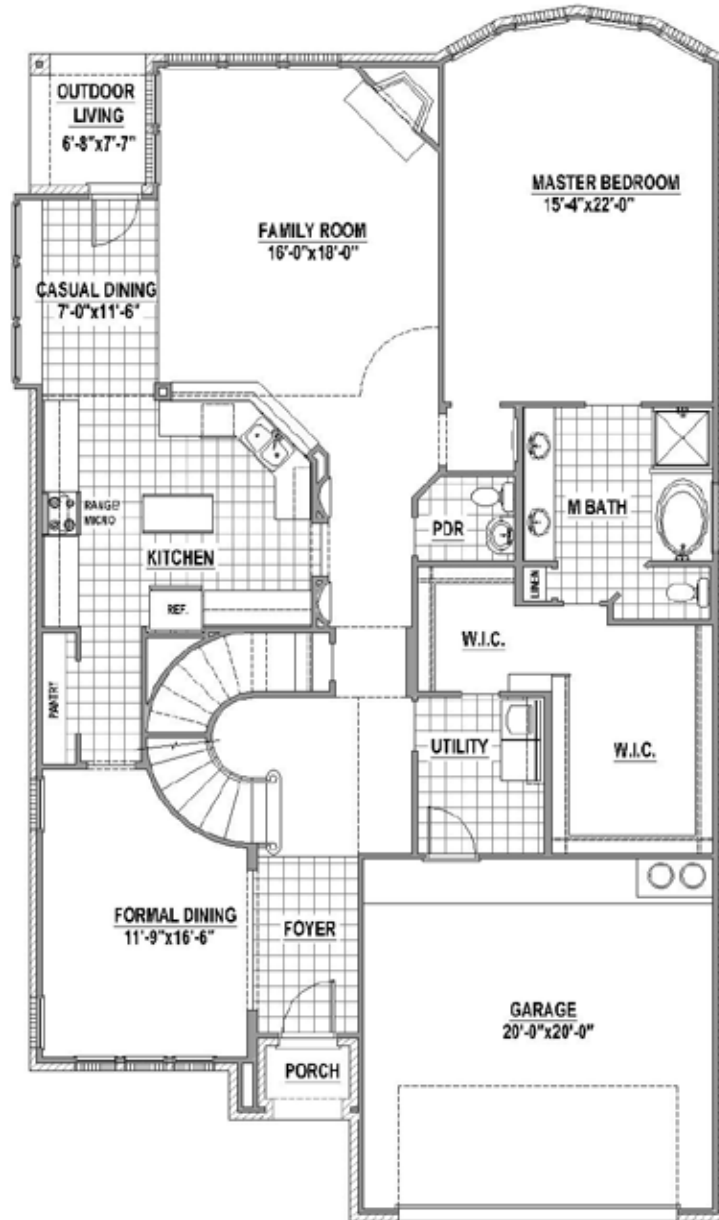 OUTDOOR
LIVING
6'-8"x7'-7"
MASTER BEDROOM
15'-4"x22'-0"
FAMILY ROOM
16'-0"x18'-0"
CASUAL DINING
7'-0"x11'-6"
RANGE/
MICRO
KITCHEN
REF.
PDR
M BATH
LINEN
W.I.C.
PANTRY
UTILITY
W.I.C.
FORMAL DINING
11'-9"x16'-6"
FOYER
GARAGE
20'-0"x20'-0"
PORCH